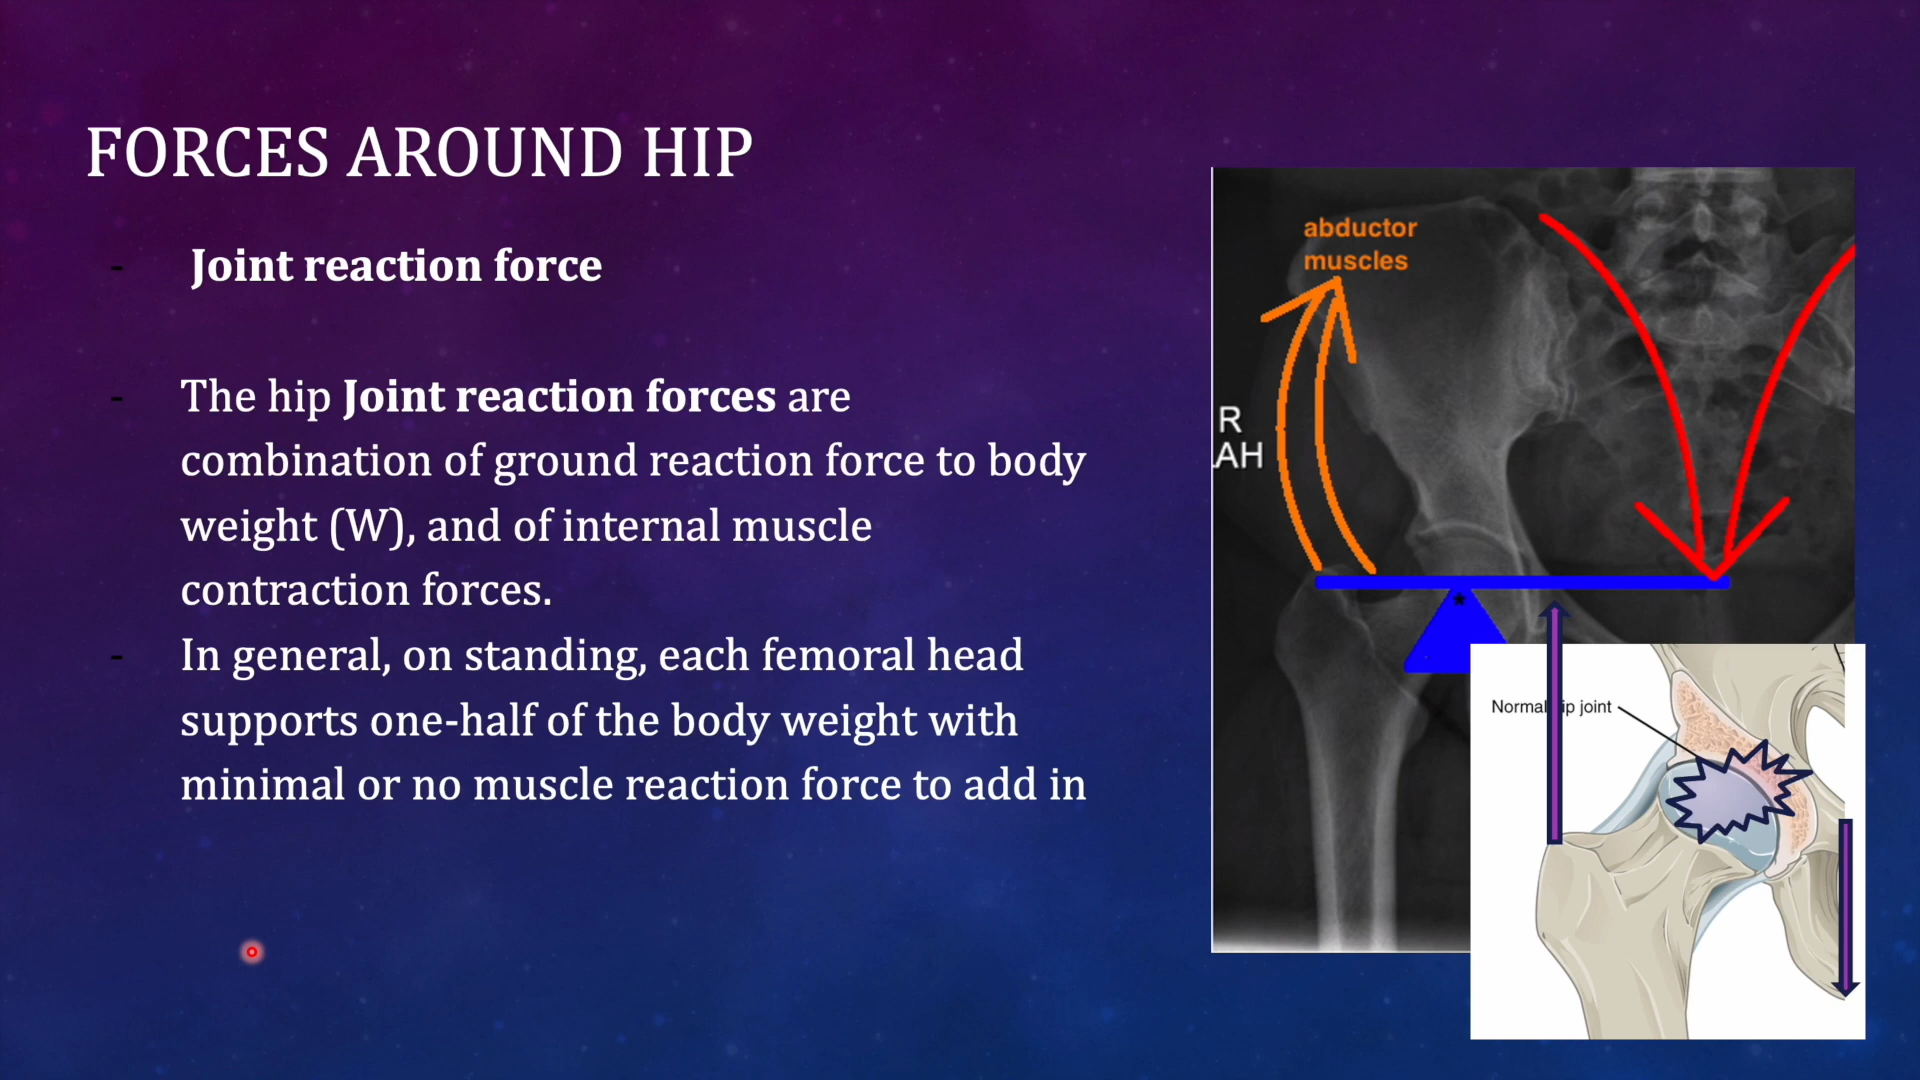 FORCES AROUND HIP
- Joint reaction force
- The hip Joint reaction forces are
combination of ground reaction force to body
weight (W), and of internal muscle
contraction forces.
- In general, on standing, each femoral head
supports one-half of the body weight with
minimal or no muscle reaction force to add in
abductor
muscles
R
AH
Normal ip joint